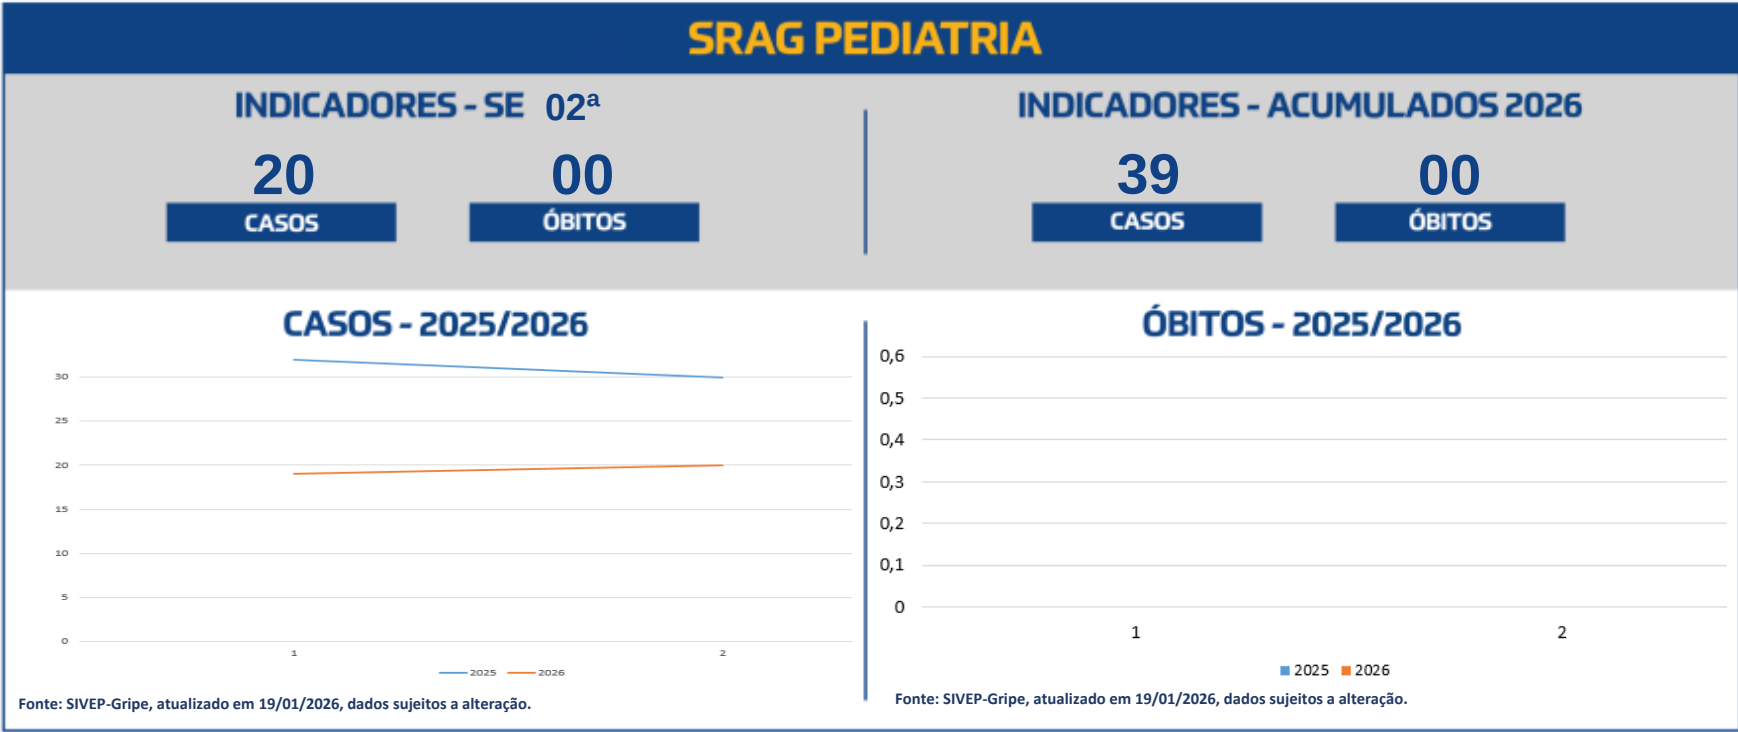 SRAG PEDIATRIA
INDICADORES - SE 02ª
20 00
CASOS ÓBITOS
INDICADORES - ACUMULADOS 2026
39 00
CASOS ÓBITOS
CASOS - 2025/2026
30
25
20
15
10
5
0
1 2
2025 2026
Fonte: SIVEP-Gripe, atualizado em 19/01/2026, dados sujeitos a alteração.
ÓBITOS - 2025/2026
0,6
0,5
0,4
0,3
0,2
0,1
0
1 2
2025 2026
Fonte: SIVEP-Gripe, atualizado em 19/01/2026, dados sujeitos a alteração.